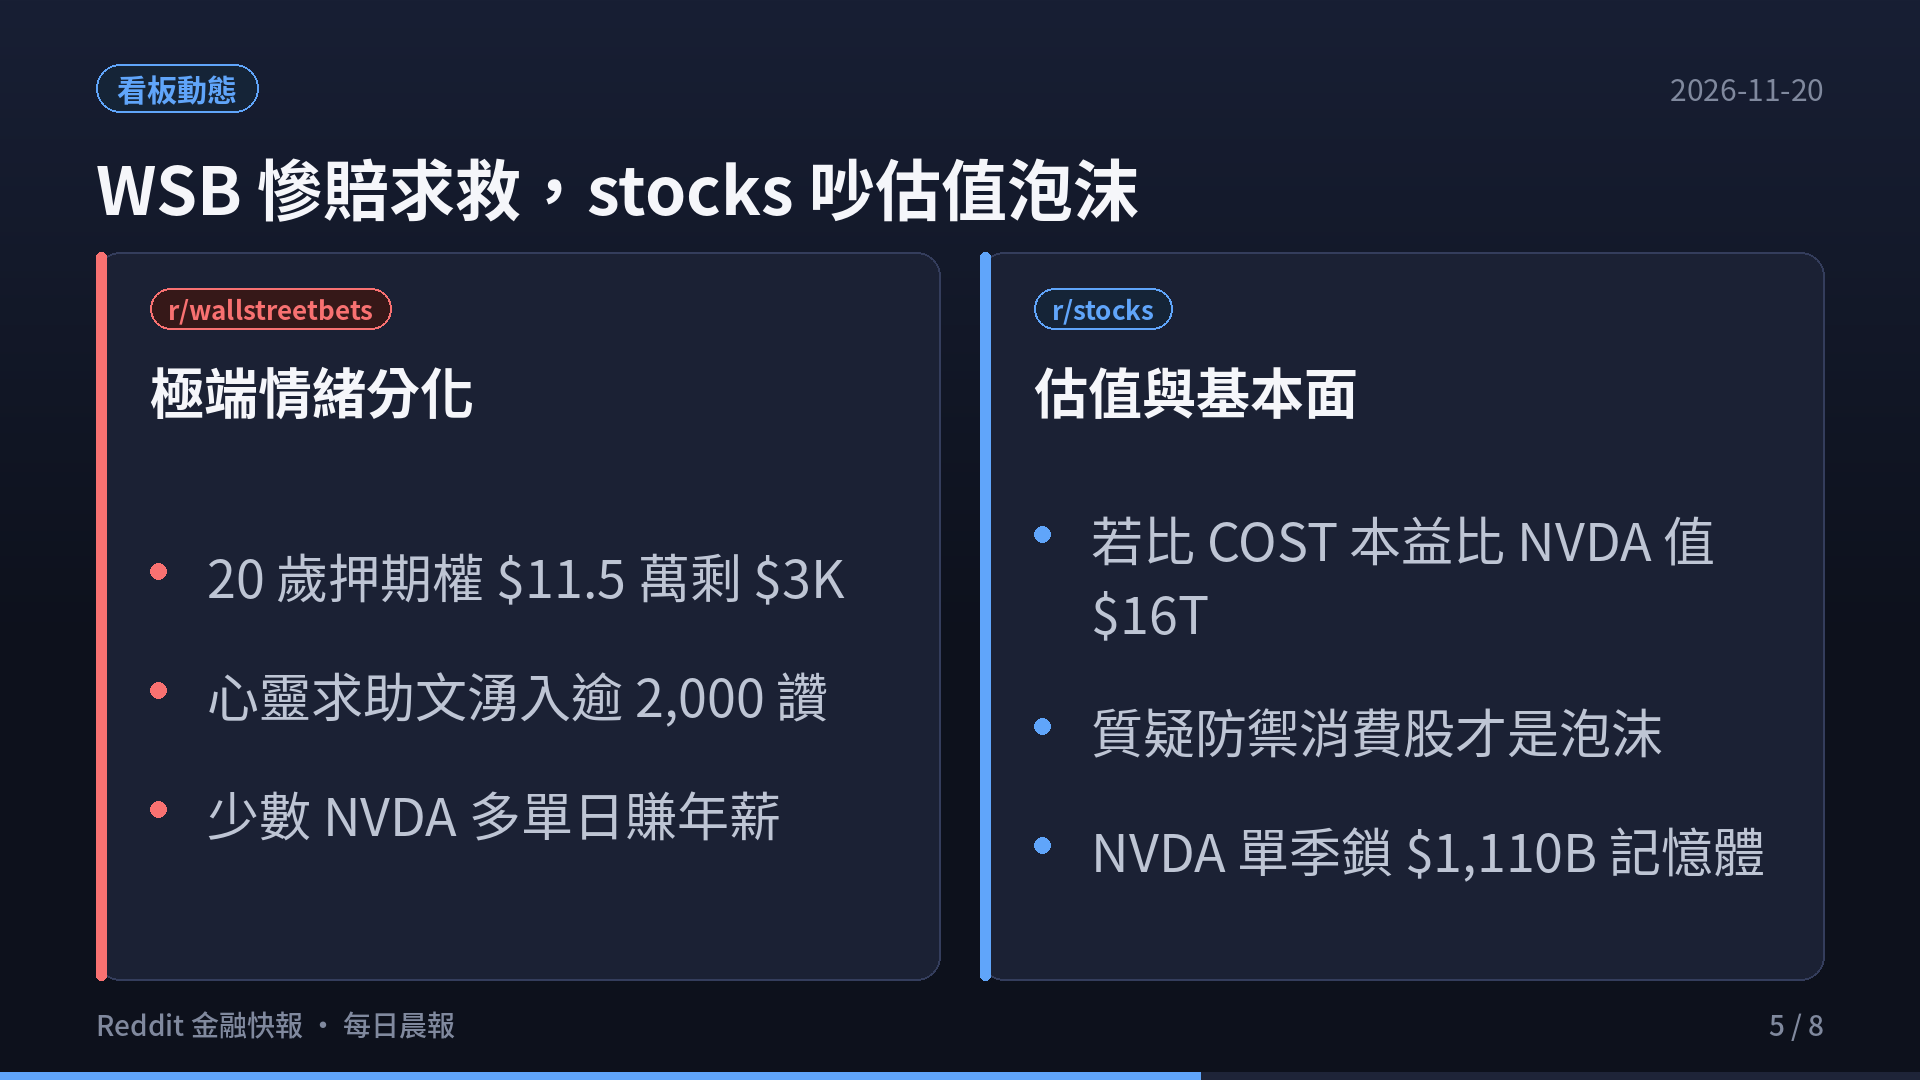 看板動態
2026-11-20
WSB 慘賠求救，stocks 吵估值泡沫
r/wallstreetbets
極端情緒分化
20 歲押期權 $11.5 萬剩 $3K
心靈求助文湧入逾 2,000 讚
少數 NVDA 多單日賺年薪
r/stocks
估值與基本面
若比 COST 本益比 NVDA 值
$16T
質疑防禦消費股才是泡沫
NVDA 單季鎖 $1,110B 記憶體
Reddit 金融快報 • 每日晨報
5 / 8